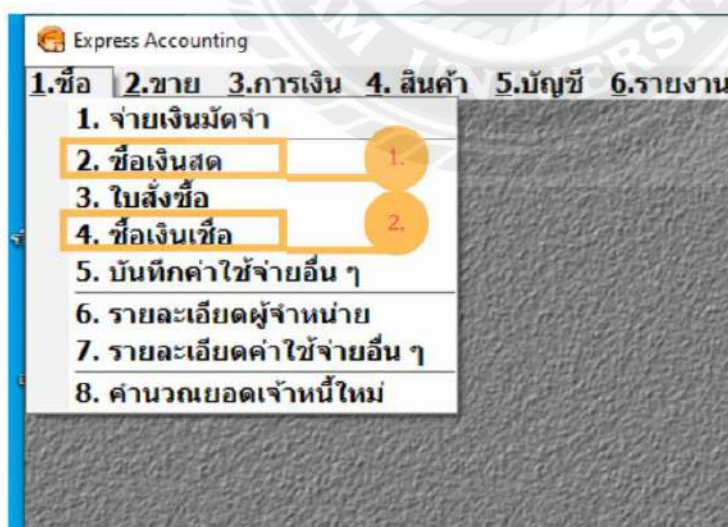 Express Accounting
1.ซื้อ 2.ขาย 3.การเงิน 4. สินค้า 5.บัญชี 6.รายงาน
1. จ่ายเงินมัดจำ
2. ซื้อเงินสด 1.
3. ใบสั่งซื้อ
4. ซื้อเงินเชื่อ 2.
5. บันทึกค่าใช้จ่ายอื่น ๆ
6. รายละเอียดผู้จำหน่าย
7. รายละเอียดค่าใช้จ่ายอื่น ๆ
8. คำนวณยอดเจ้าหนี้ใหม่